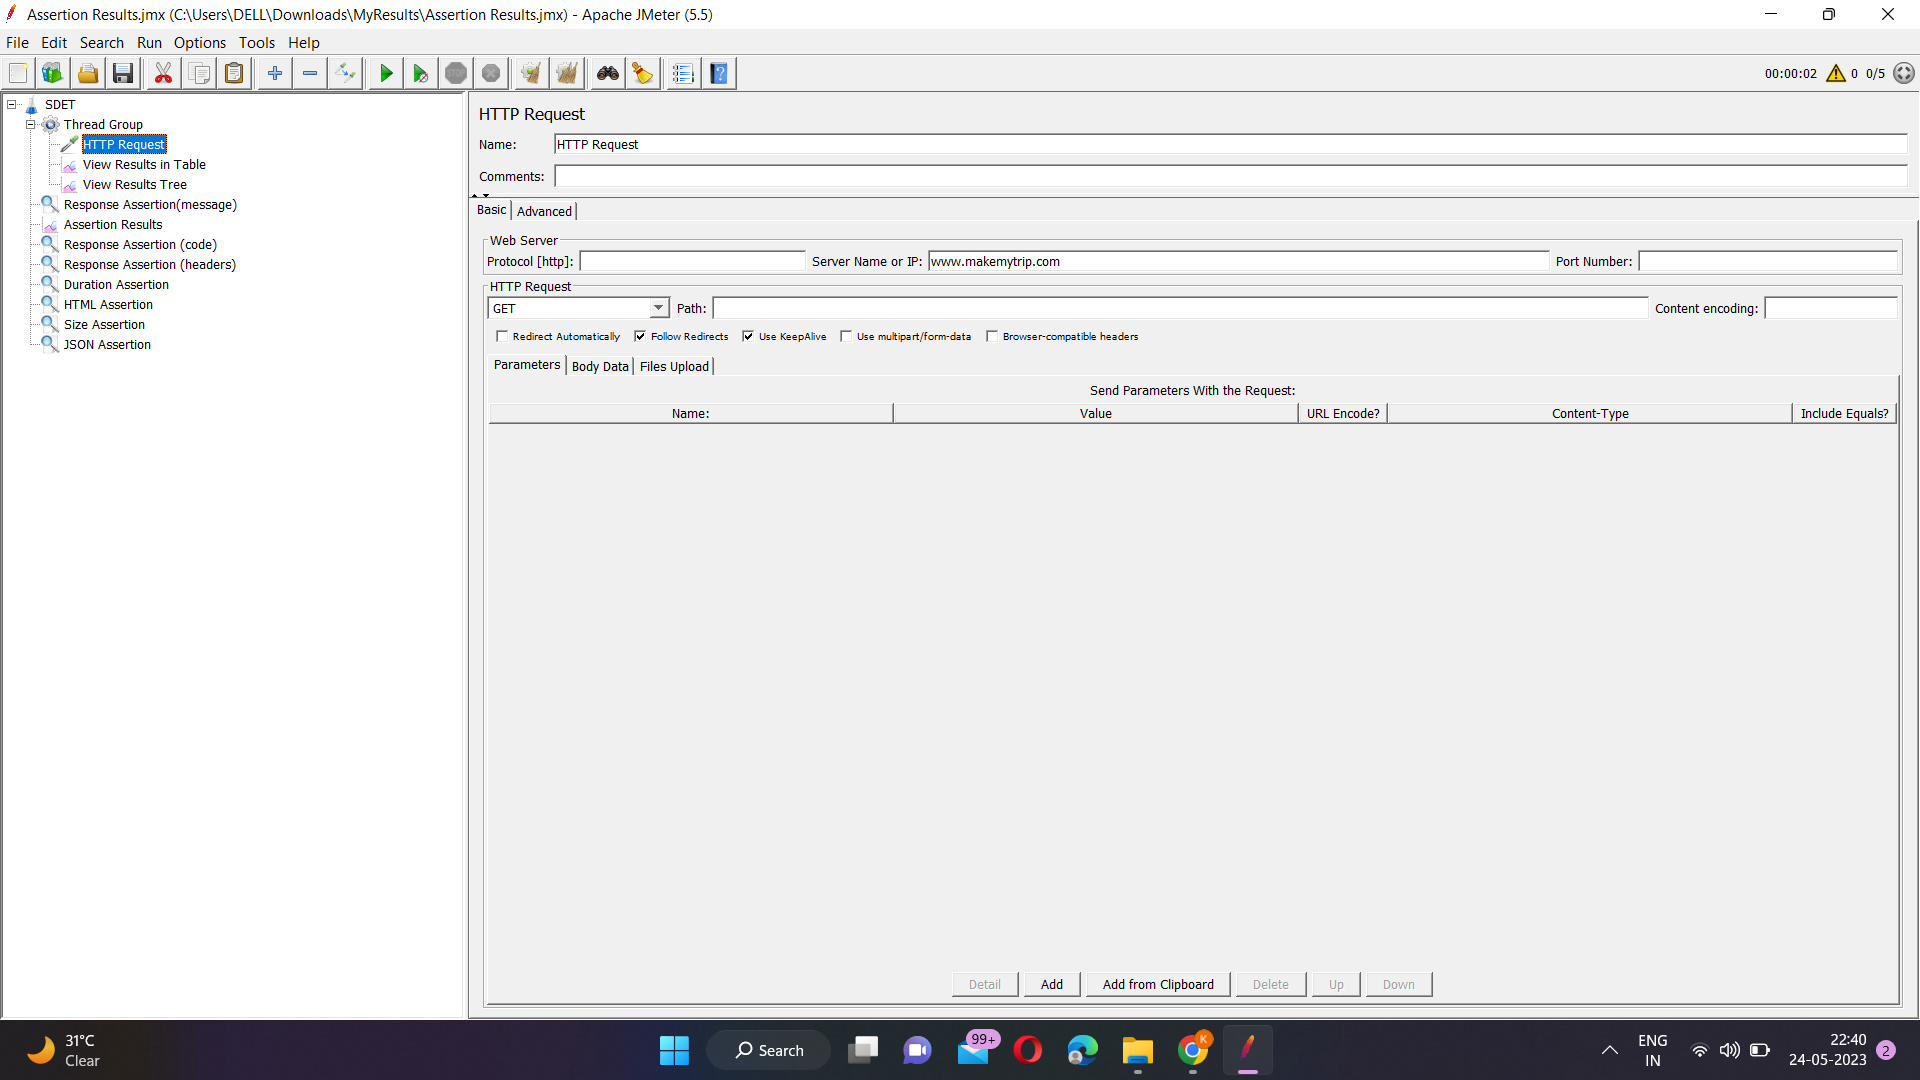 Assertion Results.jmx (C:\Users\DELL\Downloads\MyResults\Assertion Results.jmx) - Apache JMeter (5.5)
File Edit Search Run Options Tools Help
STOP
00:00:02 0 0/5
SDET
Thread Group
HTTP Request
View Results in Table
View Results Tree
Response Assertion(message)
Assertion Results
Response Assertion (code)
Response Assertion (headers)
Duration Assertion
HTML Assertion
Size Assertion
JSON Assertion
HTTP Request
Name: HTTP Request
Comments:
Basic Advanced
Web Server
Protocol [http]: Server Name or IP: www.makemytrip.com Port Number:
HTTP Request
GET Path: Content encoding:
Redirect Automatically Follow Redirects Use KeepAlive Use multipart/form-data Browser-compatible headers
Parameters Body Data Files Upload
Send Parameters With the Request:
Name: Value URL Encode? Content-Type Include Equals?
Detail Add Add from Clipboard Delete Up Down
31°C
Clear
Search
99+
K
ENG
IN
22:40
24-05-2023
2